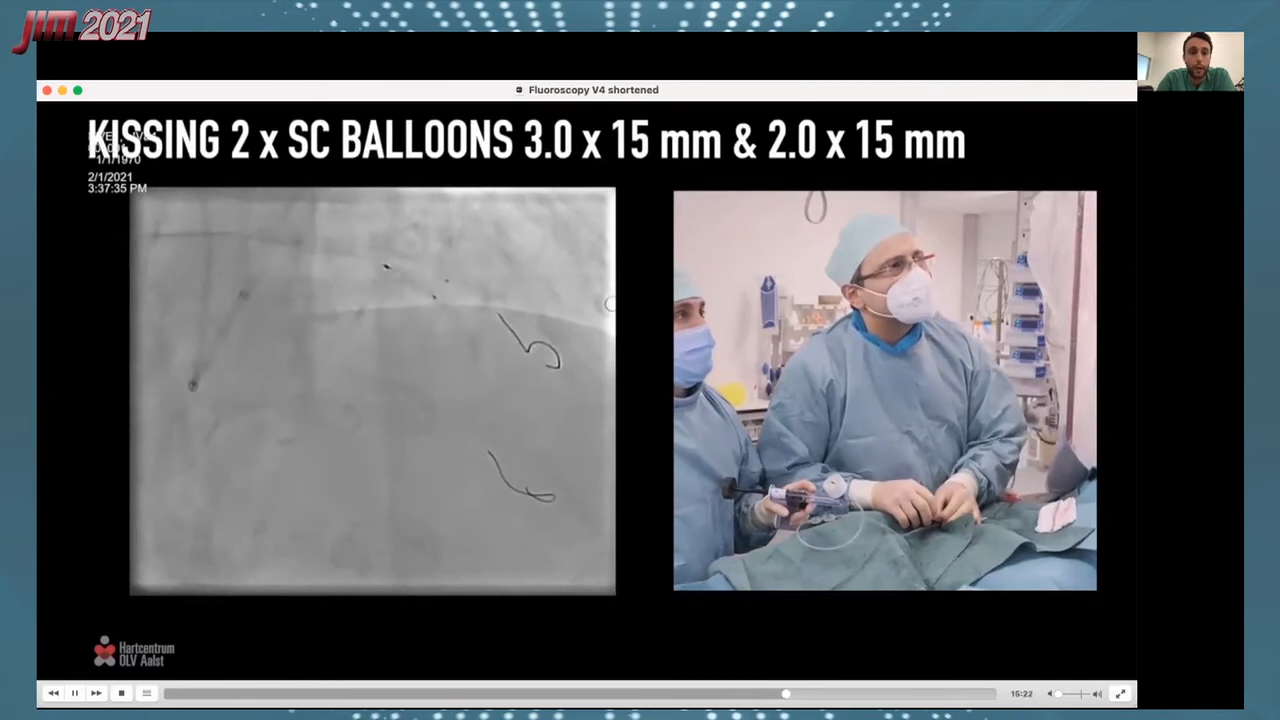 JIM 2021
Fluoroscopy V4 shortened
KISSING 2 x SC BALLOONS 3.0 x 15 mm & 2.0 x 15 mm
1/1/1970
2/1/2021
3:37:35 PM
Hartcentrum
OLV Aalst
15:22